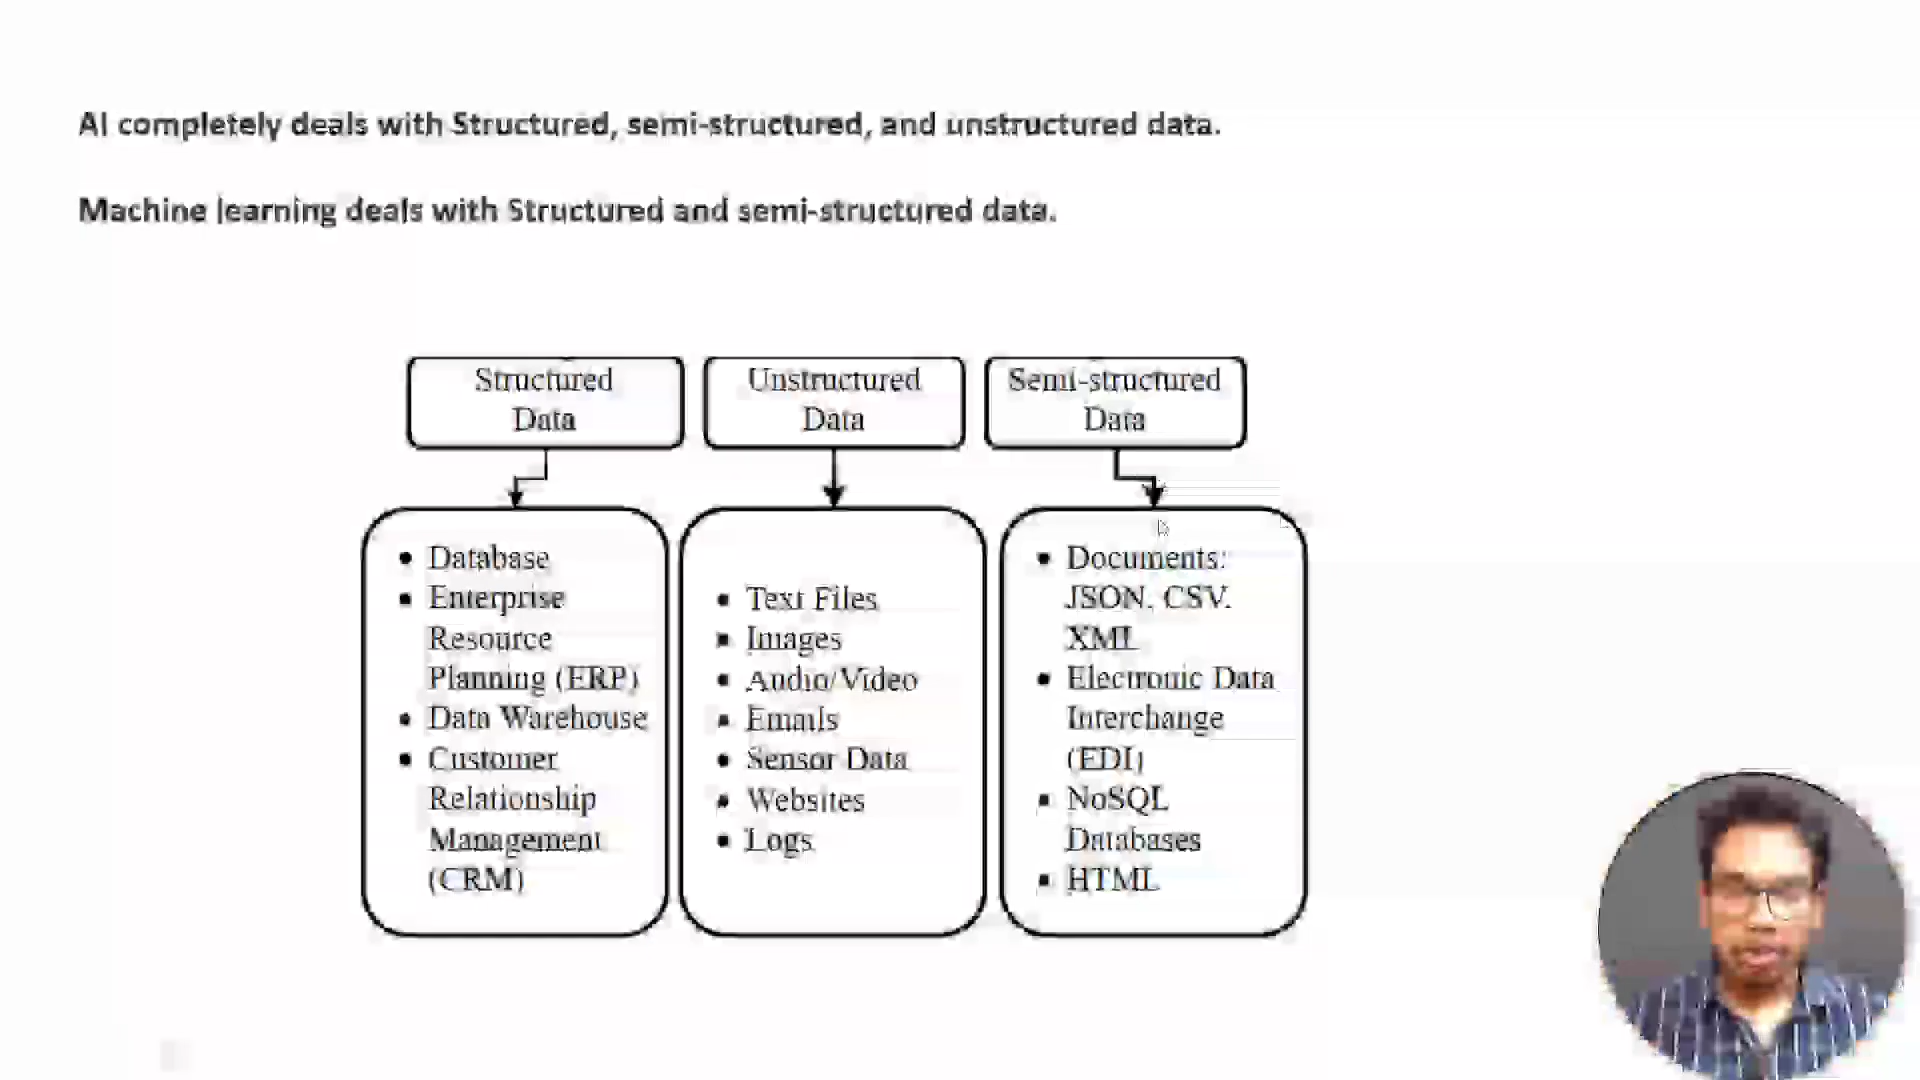 AI completely deals with Structured, semi-structured, and unstructured data.
Machine learning deals with Structured and semi-structured data.
Structured
Data
Unstructured
Data
Semi-structured
Data
• Database
• Enterprise
Resource
Planning (ERP)
• Data Warehouse
• Customer
Relationship
Management
(CRM)
• Text Files
• Images
• Audio/Video
• Emails
• Sensor Data
• Websites
• Logs
• Documents:
JSON, CSV,
XML
• Electronic Data
Interchange
(EDI)
• NoSQL
Databases
• HTML